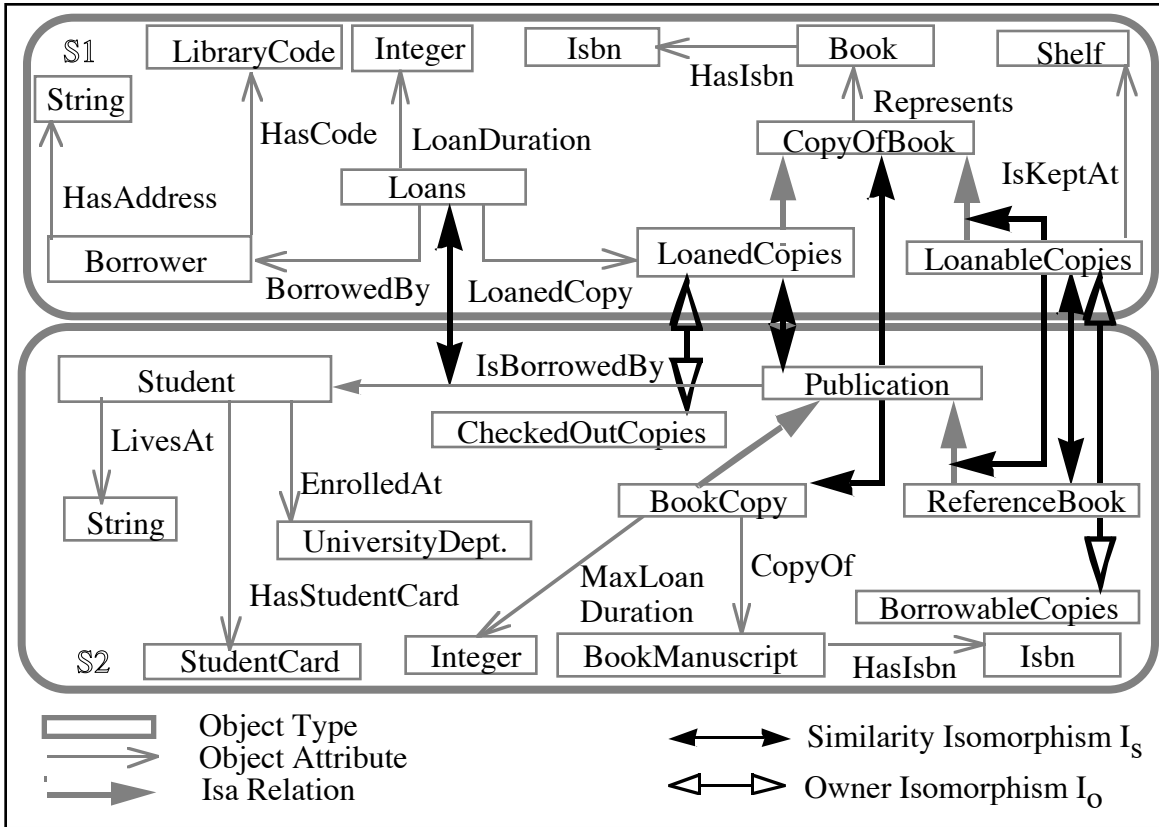 S1
LibraryCode
Integer
Isbn
Book
Shelf
String
HasIsbn
HasCode
LoanDuration
Represents
CopyOfBook
HasAddress
Loans
IsKeptAt
Borrower
LoanedCopies
LoanableCopies
BorrowedBy
LoanedCopy
Student
IsBorrowedBy
Publication
LivesAt
CheckedOutCopies
EnrolledAt
BookCopy
ReferenceBook
String
UniversityDept.
MaxLoan
Duration
CopyOf
HasStudentCard
BorrowableCopies
S2
StudentCard
Integer
BookManuscript
HasIsbn
Isbn
Object Type
Object Attribute
Isa Relation
Similarity Isomorphism Is
Owner Isomorphism Io